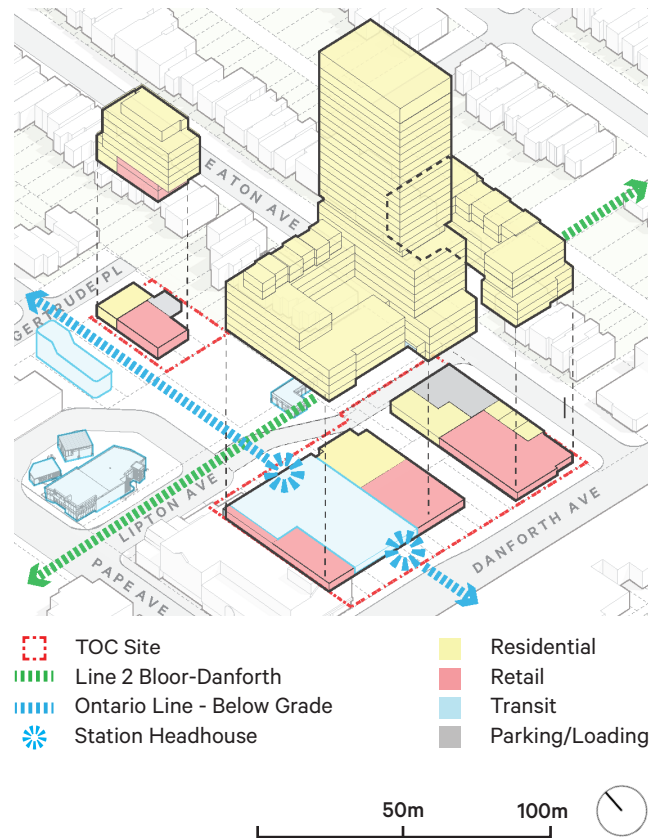 EATON AVE
GERTRUDE PL
LIPTON AVE
PAPE AVE
DANFORTH AVE
TOC Site
Line 2 Bloor-Danforth
Ontario Line - Below Grade
Station Headhouse
Residential
Retail
Transit
Parking/Loading
50m
100m